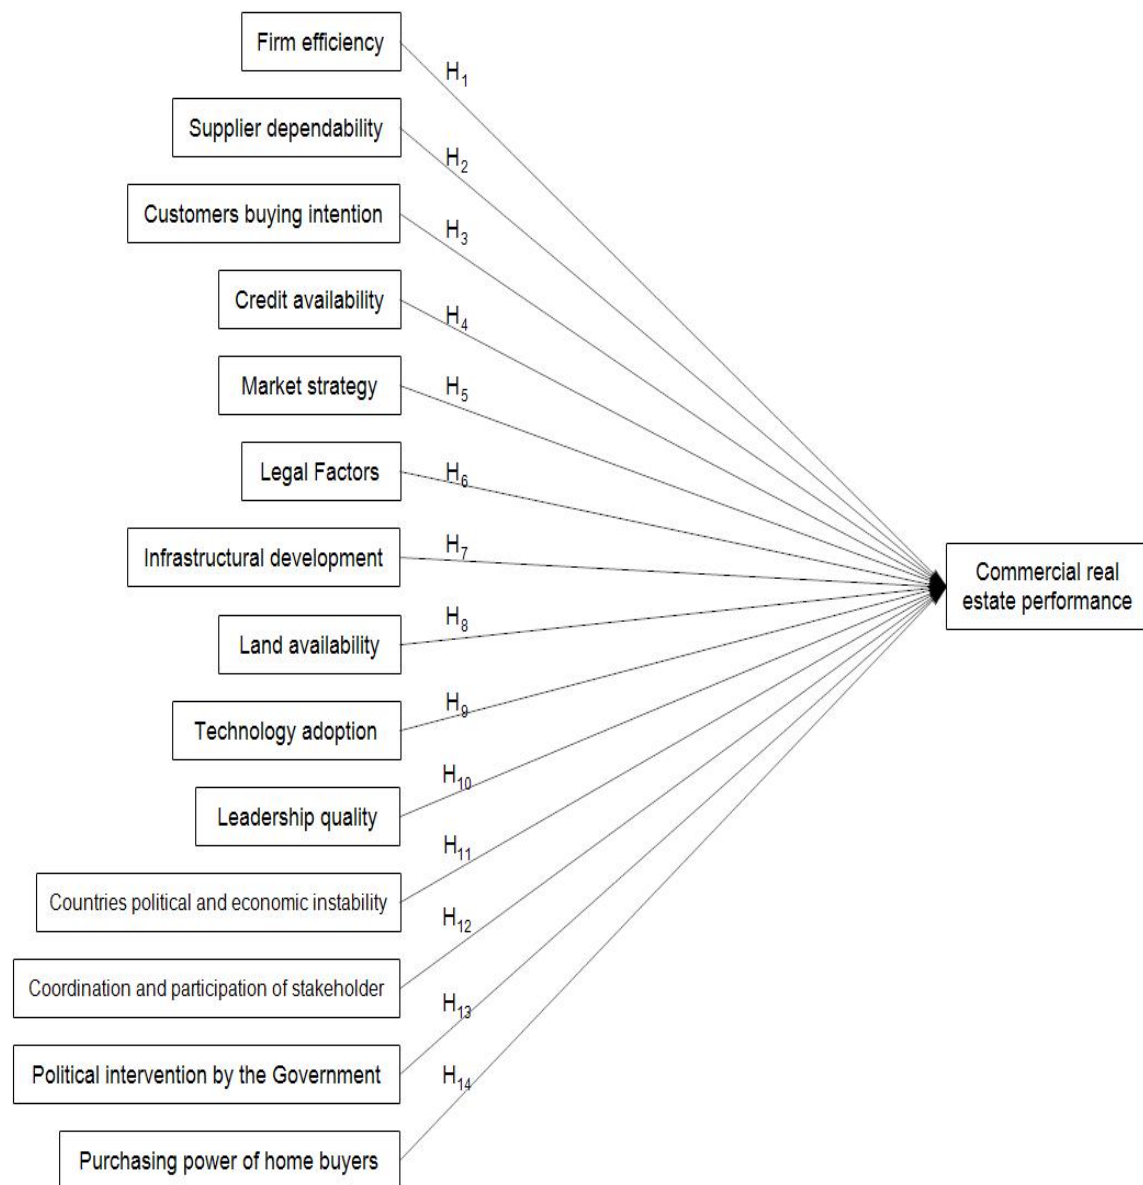 Firm efficiency
H1
Supplier dependability
H2
Customers buying intention
H3
Credit availability
H4
Market strategy
H5
Legal Factors
H6
Infrastructural development
H7
Commercial real
estate performance
Land availability
H8
Technology adoption
H9
Leadership quality
H10
Countries political and economic instability
H11
Coordination and participation of stakeholder
H12
Political intervention by the Government
H13
Purchasing power of home buyers
H14